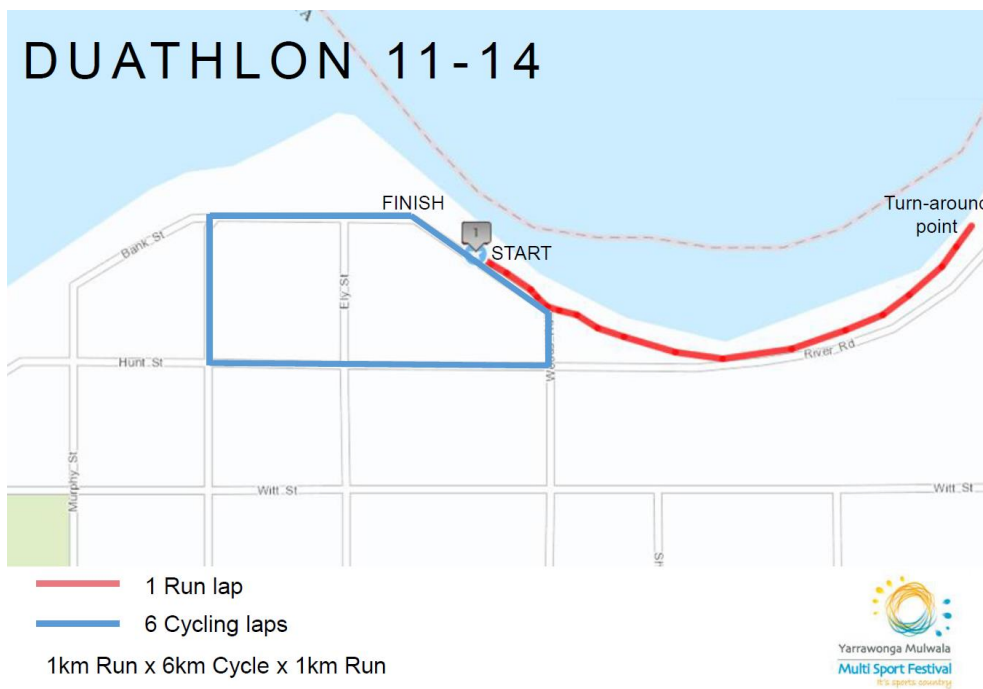 DUATHLON 11-14
A
FINISH
1
START
Turn-around
point
Bank St
Ely St
Hunt St
River Rd
Murphy St
Witt St
Witt St
St
1 Run lap
6 Cycling laps
1km Run x 6km Cycle x 1km Run
Yarrawonga Mulwala
Multi Sport Festival
it's sports country